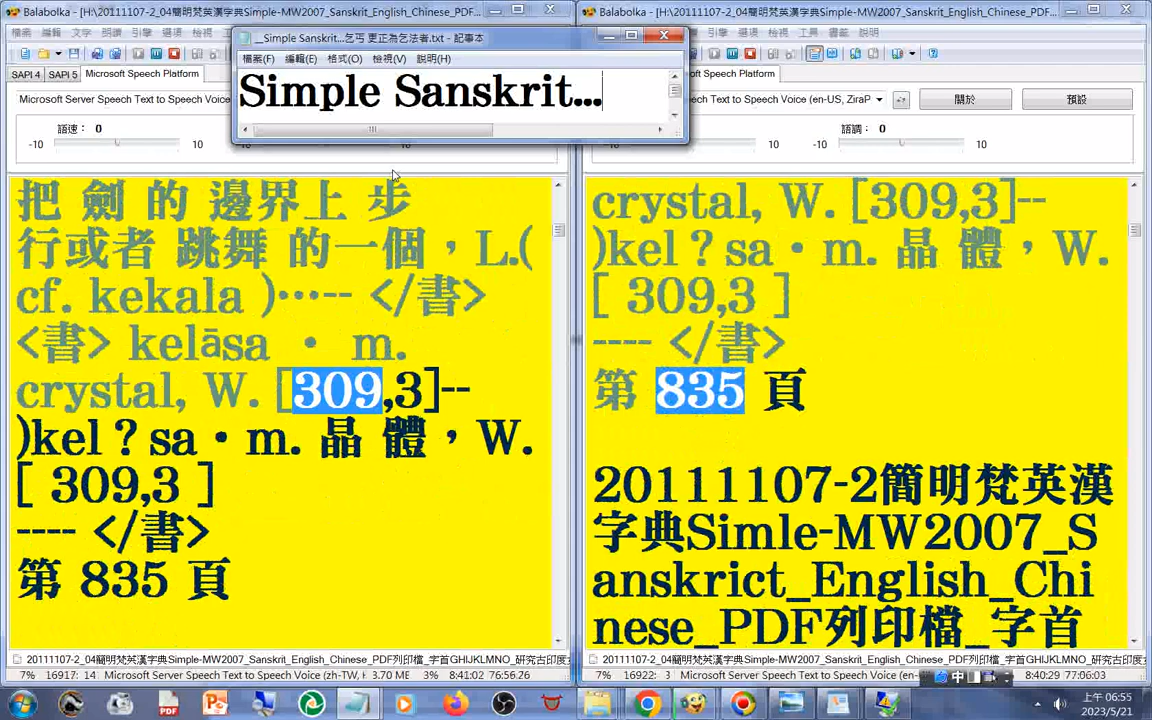 Balabolka - [H:\20111107-2_04簡明梵英漢字典Simple-MW2007_Sanskrit_English_Chinese_PDF...
Balabolka - [H:\20111107-2_04簡明梵英漢字典Simple-MW2007_Sanskrit_English_Chinese_PDF...
__Simple Sanskrit...乞丐 更正為乞法者.txt - 記事本
檔案(F) 編輯(E) 格式(O) 檢視(V) 說明(H)
Simple Sanskrit...
SAPI 4 SAPI 5 Microsoft Speech Platform
Microsoft Server Speech Text to Speech Voice
ech Platform
ech Text to Speech Voice (en-US, ZiraP
關於
預設
語速： 0
-10 10 -10 10
語調： 0
-10 10
把 劍 的 邊界上 步
行或者 跳舞 的一個，L.(
cf. kekala )…-- </書>
<書> kelāsa • m.
crystal, W. [309,3]--
)kel？sa • m. 晶 體，W.
[ 309,3 ]
---- </書>
第 835 頁
crystal, W. [309,3]--
)kel？sa • m. 晶 體，W.
[ 309,3 ]
---- </書>
第 835 頁
20111107-2簡明梵英漢
字典Simle-MW2007_S
anskrict_English_Chi
nese_PDF列印檔_字首
20111107-2_04簡明梵英漢字典Simple-MW2007_Sanskrit_English_Chinese_PDF列印檔_字首GHIJKLMNO_研究古印度
20111107-2_04簡明梵英漢字典Simple-MW2007_Sanskrit_English_Chinese_PDF列印檔_字首GHIJKLMNO_研究古印度
7% 16917: 14 Microsoft Server Speech Text to Speech Voice (zh-TW, H 3.70 ME 3% 8:41:02 76:56.26
7% 16922: 3 Microsoft Server Speech Text to Speech Voice 8:40:29 77:06:03
中
上午 06:55
2023/5/21